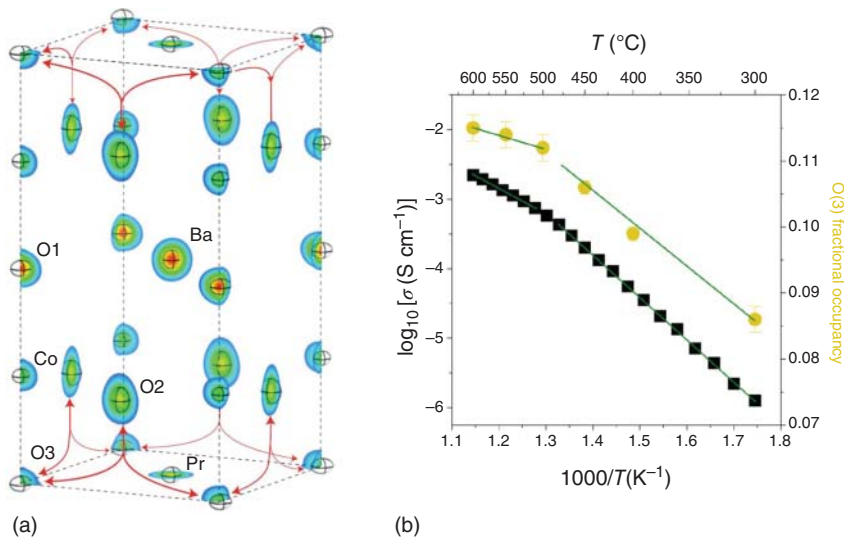 O1
Ba
Co
O2
O3
Pr
(a)
T (°C)
600 550 500 450 400 350 300
log₁₀[σ (S cm⁻¹)]
−2
−3
−4
−5
−6
0.12
0.11
0.10
0.09
0.08
0.07
O(3) fractional occupancy
1.1 1.2 1.3 1.4 1.5 1.6 1.7 1.8
1000/T(K⁻¹)
(b)